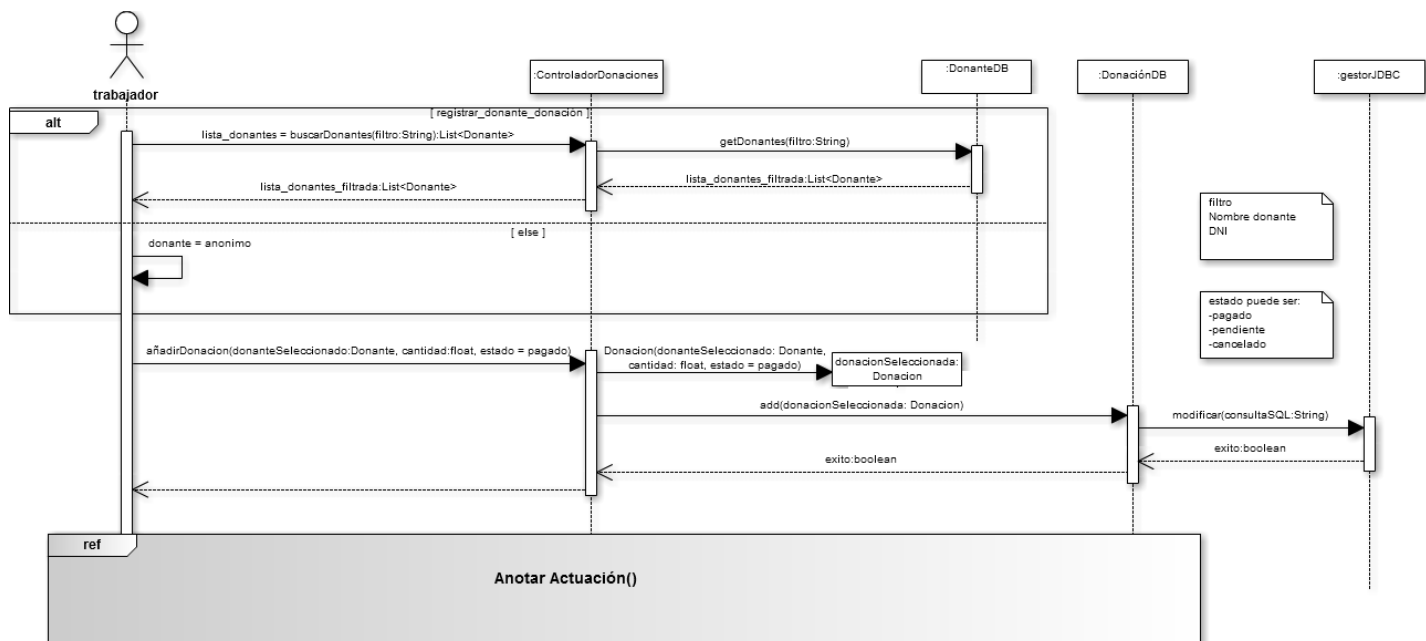 trabajador
:ControladorDonaciones
:DonanteDB
:DonaciónDB
:gestorJDBC
alt
[ registrar_donante_donación ]
lista_donantes = buscarDonantes(filtro:String):List<Donante>
getDonantes(filtro:String)
lista_donantes_filtrada:List<Donante>
lista_donantes_filtrada:List<Donante>
[ else ]
donante = anonimo
filtro
Nombre donante
DNI
estado puede ser:
-pagado
-pendiente
-cancelado
añadirDonacion(donanteSeleccionado:Donante, cantidad:float, estado = pagado)
Donacion(donanteSeleccionado: Donante,
cantidad: float, estado = pagado)
donacionSeleccionada:
Donacion
add(donacionSeleccionada: Donacion)
modificar(consultaSQL:String)
exito:boolean
exito:boolean
ref
Anotar Actuación()